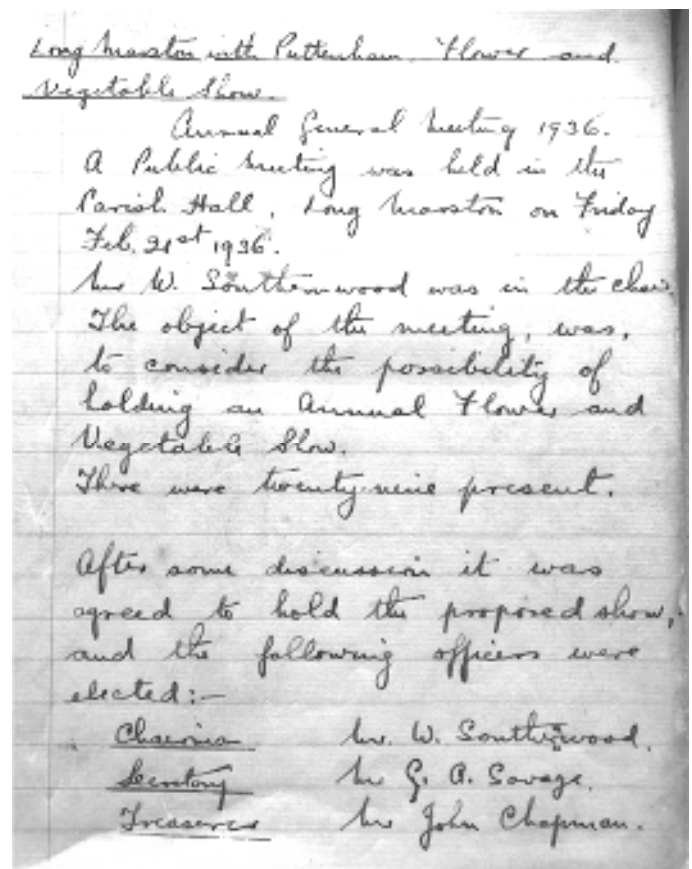 Long Marston with Puttenham. Flower and
Vegetable Show.
Annual General Meeting 1936.
A Public Meeting was held in the
Parish Hall, Long Marston on Friday
Feb. 21st 1936.
Mr W. Southernwood was in the chair.
The object of the meeting, was,
to consider the possibility of
holding an Annual Flower and
Vegetable Show.
There were twenty-nine present.
After some discussion it was
agreed to hold the proposed show,
and the following officers were
elected:-
Chairman Mr. W. Southernwood.
Secretary Mr G. A. Savage.
Treasurer Mr John Chapman.